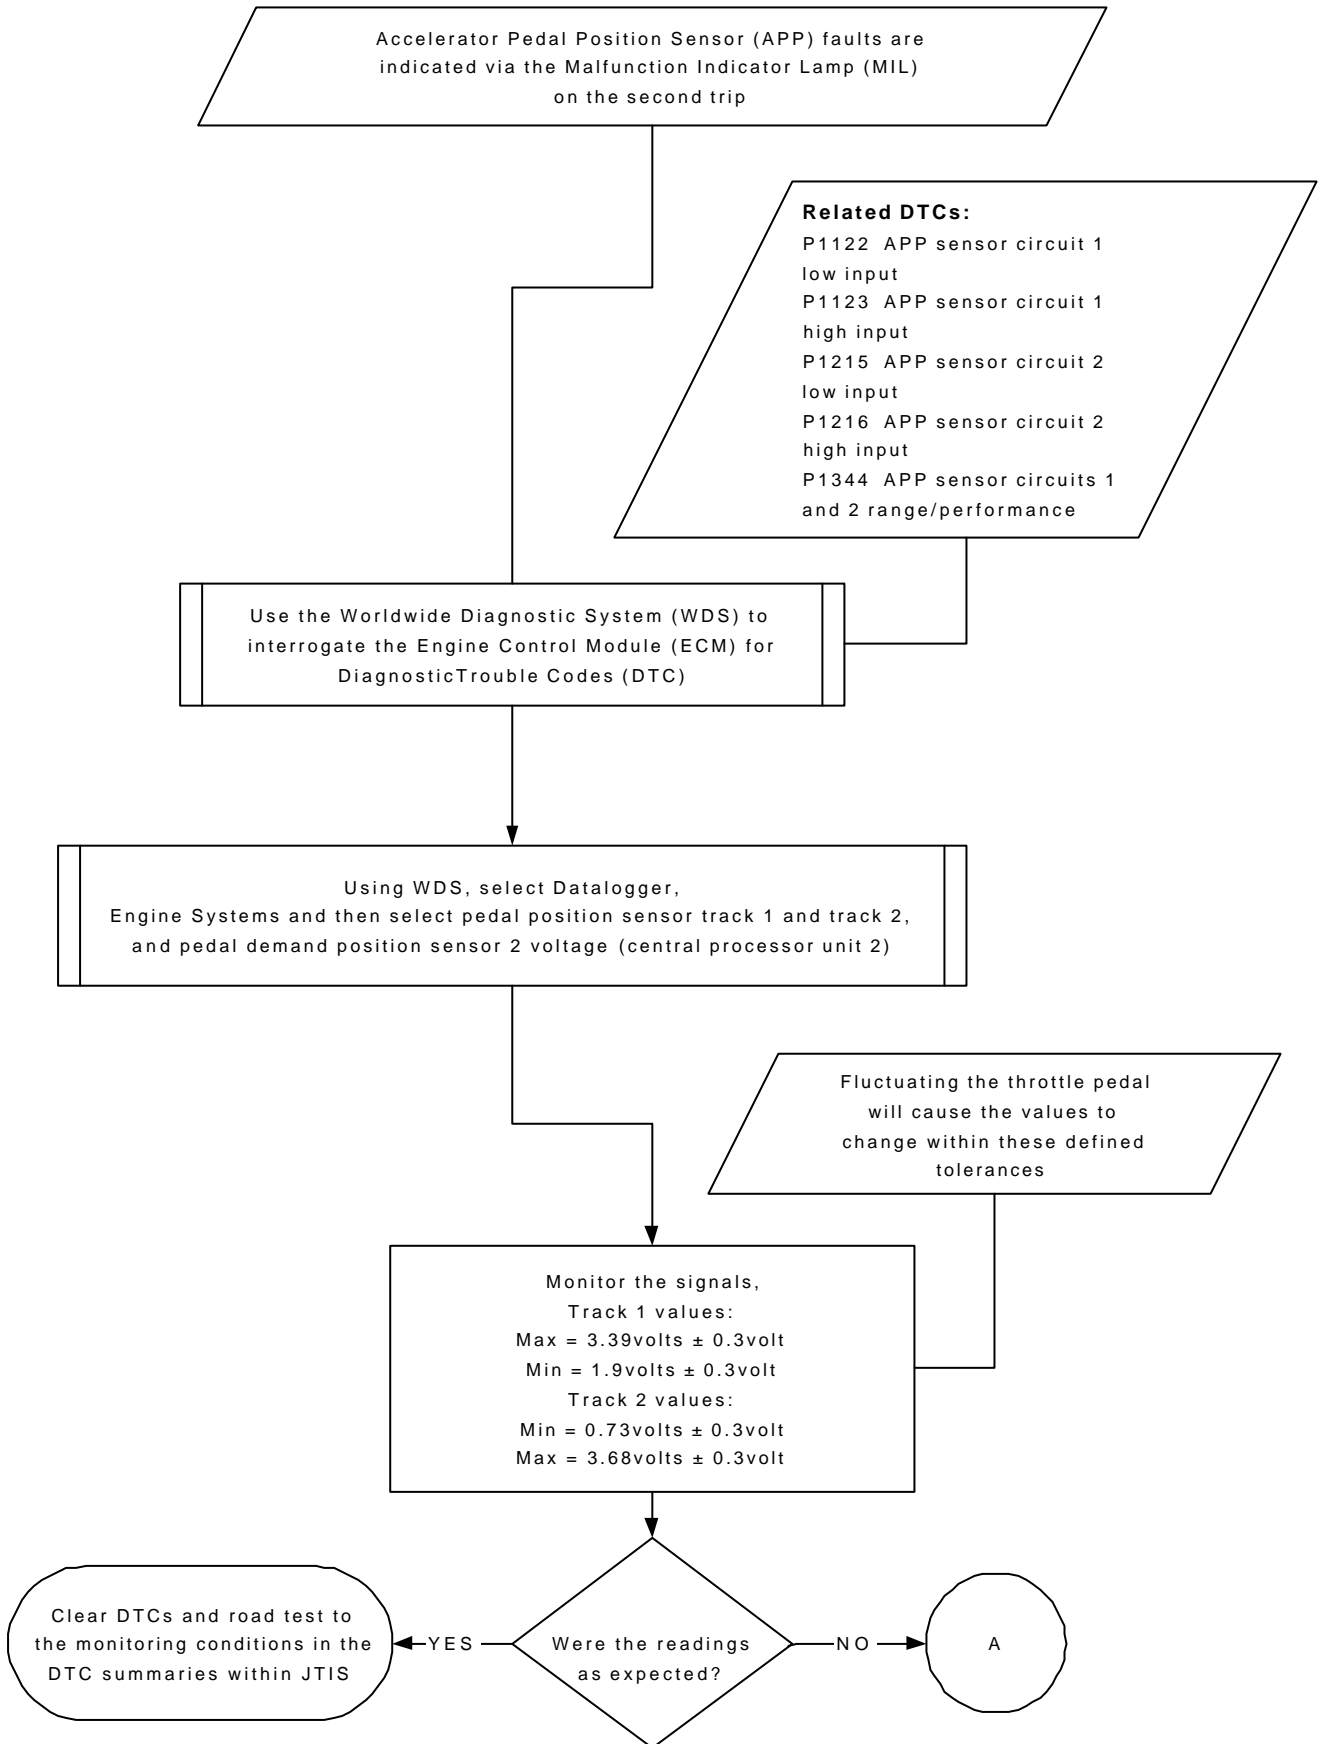 Accelerator Pedal Position Sensor (APP) faults are
indicated via the Malfunction Indicator Lamp (MIL)
on the second trip
Related DTCs:
P1122 APP sensor circuit 1
low input
P1123 APP sensor circuit 1
high input
P1215 APP sensor circuit 2
low input
P1216 APP sensor circuit 2
high input
P1344 APP sensor circuits 1
and 2 range/performance
Use the Worldwide Diagnostic System (WDS) to
interrogate the Engine Control Module (ECM) for
DiagnosticTrouble Codes (DTC)
Using WDS, select Datalogger,
Engine Systems and then select pedal position sensor track 1 and track 2,
and pedal demand position sensor 2 voltage (central processor unit 2)
Fluctuating the throttle pedal
will cause the values to
change within these defined
tolerances
Monitor the signals,
Track 1 values:
Max = 3.39volts ± 0.3volt
Min = 1.9volts ± 0.3volt
Track 2 values:
Min = 0.73volts ± 0.3volt
Max = 3.68volts ± 0.3volt
Clear DTCs and road test to
the monitoring conditions in the
DTC summaries within JTIS
YES
Were the readings
as expected?
NO
A